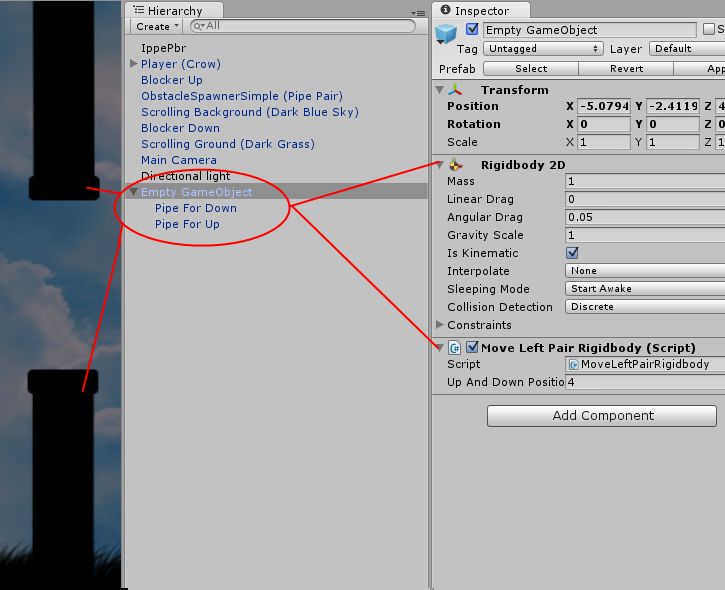 Hierarchy
Create
All
IppePbr
Player (Crow)
Blocker Up
ObstacleSpawnerSimple (Pipe Pair)
Scrolling Background (Dark Blue Sky)
Blocker Down
Scrolling Ground (Dark Grass)
Main Camera
Directional light
Empty GameObject
Pipe For Down
Pipe For Up
Inspector
Empty GameObject S
Tag Untagged Layer Default
Prefab Select Revert App
Transform
Position X -5.0794 Y -2.4119 Z 4
Rotation X 0 Y 0 Z 0
Scale X 1 Y 1 Z 1
Rigidbody 2D
Mass 1
Linear Drag 0
Angular Drag 0.05
Gravity Scale 1
Is Kinematic
Interpolate None
Sleeping Mode Start Awake
Collision Detection Discrete
Constraints
C# Move Left Pair Rigidbody (Script)
Script MoveLeftPairRigidbody
Up And Down Positio 4
Add Component